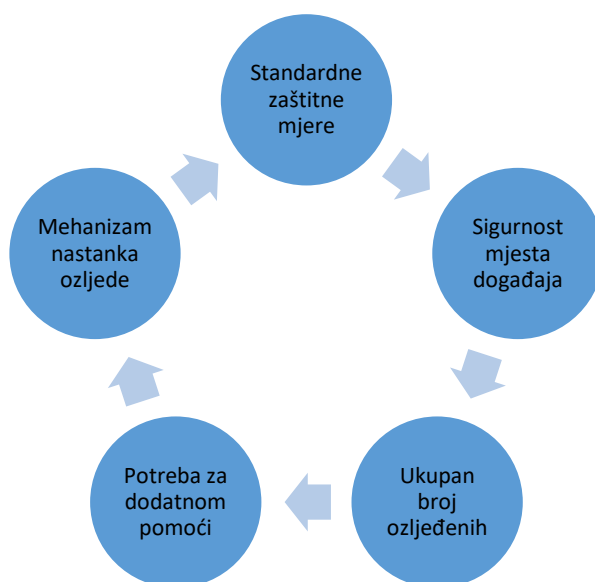 Standardne
zaštitne
mjere
Sigurnost
mjesta
događaja
Ukupan
broj
ozljeđenih
Potreba za
dodatnom
pomoći
Mehanizam
nastanka
ozljede